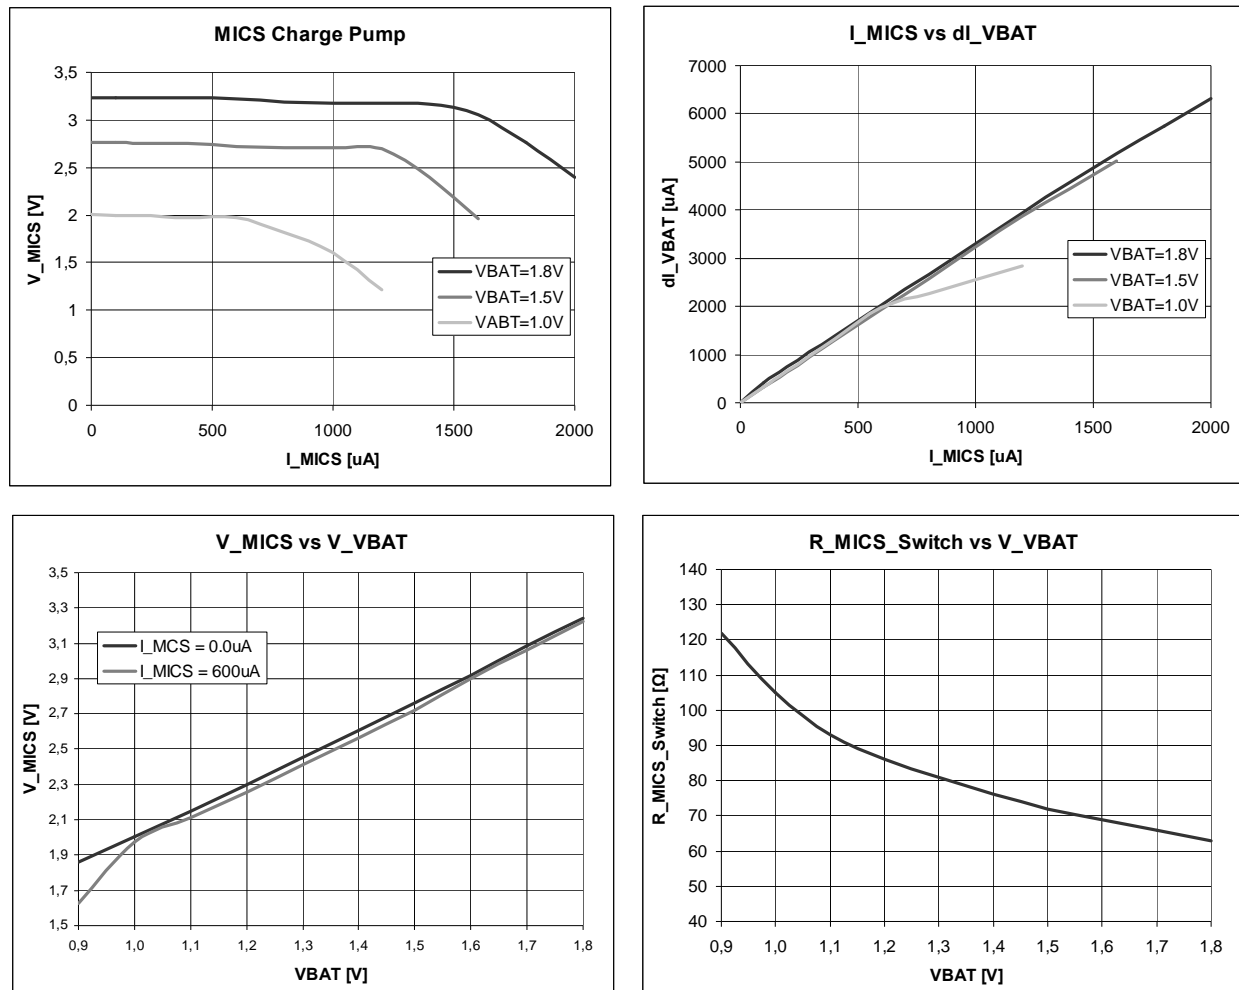 MICS Charge Pump
3,5
3
2,5
2
1,5
1
0,5
0
V_MICS [V]
VBAT=1.8V
VBAT=1.5V
VABT=1.0V
0 500 1000 1500 2000
I_MICS [uA]
I_MICS vs dI_VBAT
7000
6000
5000
4000
3000
2000
1000
0
dI_VBAT [uA]
VBAT=1.8V
VBAT=1.5V
VBAT=1.0V
0 500 1000 1500 2000
I_MICS [uA]
V_MICS vs V_VBAT
3,5
3,3
3,1
2,9
2,7
2,5
2,3
2,1
1,9
1,7
1,5
V_MICS [V]
I_MCS = 0.0uA
I_MICS = 600uA
0,9 1,0 1,1 1,2 1,3 1,4 1,5 1,6 1,7 1,8
VBAT [V]
R_MICS_Switch vs V_VBAT
140
130
120
110
100
90
80
70
60
50
40
R_MICS_Switch [Ω]
0,9 1,0 1,1 1,2 1,3 1,4 1,5 1,6 1,7 1,8
VBAT [V]